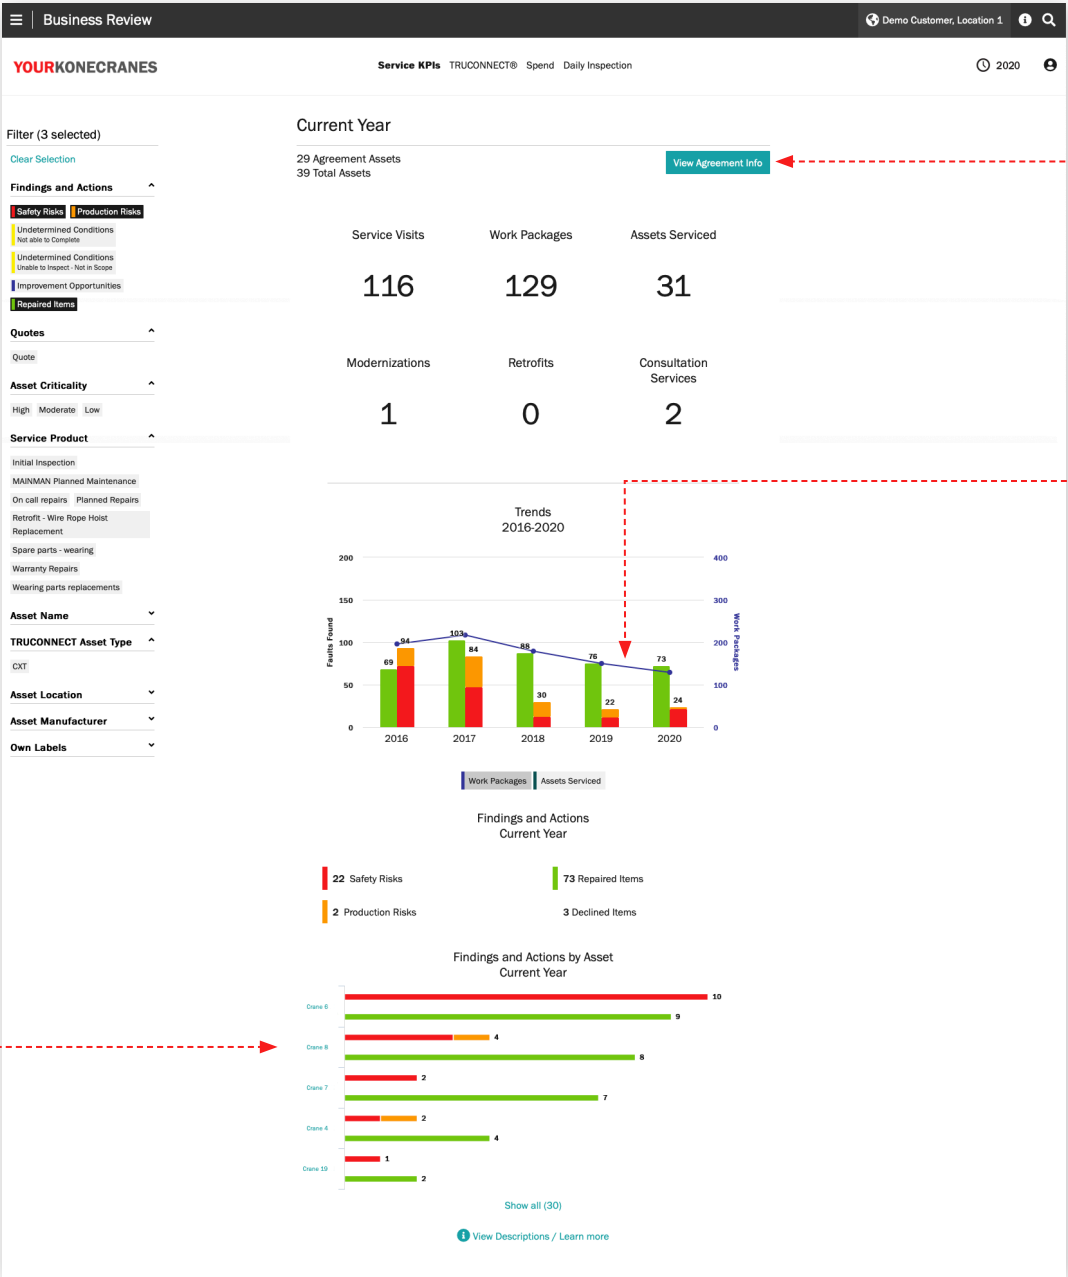 Business Review
Demo Customer, Location 1
YOURKONECRANES
Service KPIs TRUCONNECT® Spend Daily Inspection
2020
Filter (3 selected)
Clear Selection
Findings and Actions
Safety Risks Production Risks
Undetermined Conditions
Not able to Complete
Undetermined Conditions
Unable to Inspect - Not in Scope
Improvement Opportunities
Repaired Items
Quotes
Quote
Asset Criticality
High Moderate Low
Service Product
Initial Inspection
MAINMAN Planned Maintenance
On call repairs Planned Repairs
Retrofit - Wire Rope Hoist
Replacement
Spare parts - wearing
Warranty Repairs
Wearing parts replacements
Asset Name
TRUCONNECT Asset Type
CXT
Asset Location
Asset Manufacturer
Own Labels
Current Year
29 Agreement Assets
39 Total Assets
View Agreement Info
Service Visits Work Packages Assets Serviced
116 129 31
Modernizations Retrofits Consultation
Services
1 0 2
Trends
2016-2020
200 400
150 300
100 200
50 100
0 0
Faults Found
Work Packages
69 94 103 84 88 30 76 22 73 24
2016 2017 2018 2019 2020
Work Packages Assets Serviced
Findings and Actions
Current Year
22 Safety Risks 73 Repaired Items
2 Production Risks 3 Declined Items
Findings and Actions by Asset
Current Year
Crane 6 10
9
Crane 8 4
8
Crane 7 2
7
Crane 4 2
4
Crane 19 1
2
Show all (30)
View Descriptions / Learn more